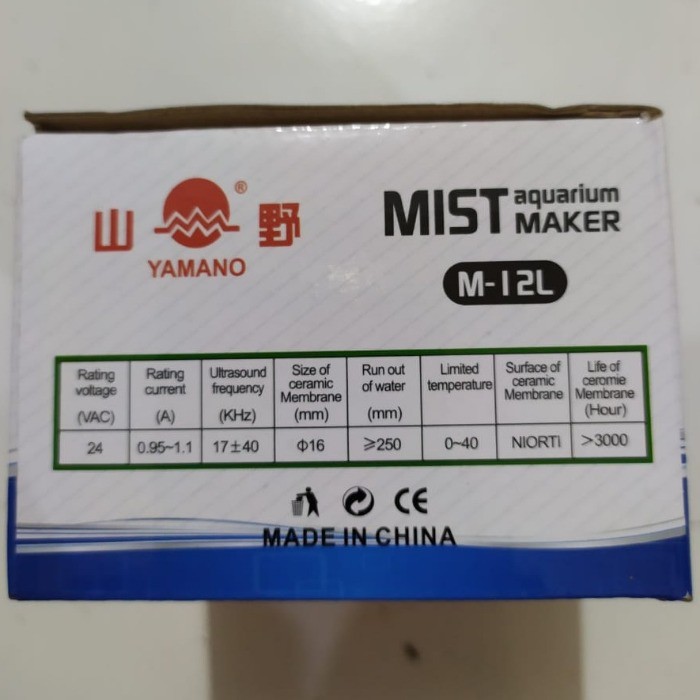 山 ® 野
YAMANO
MIST aquarium MAKER
M-12L
Rating voltage (VAC) Rating current (A) Ultrasound frequency (KHz) Size of ceramic Membrane (mm) Run out of water (mm) Limited temperature Surface of ceramic Membrane Life of ceromie Membrane (Hour)
24 0.95~1.1 17±40 Φ16 ≥250 0~40 NIORTI >3000
CE
MADE IN CHINA